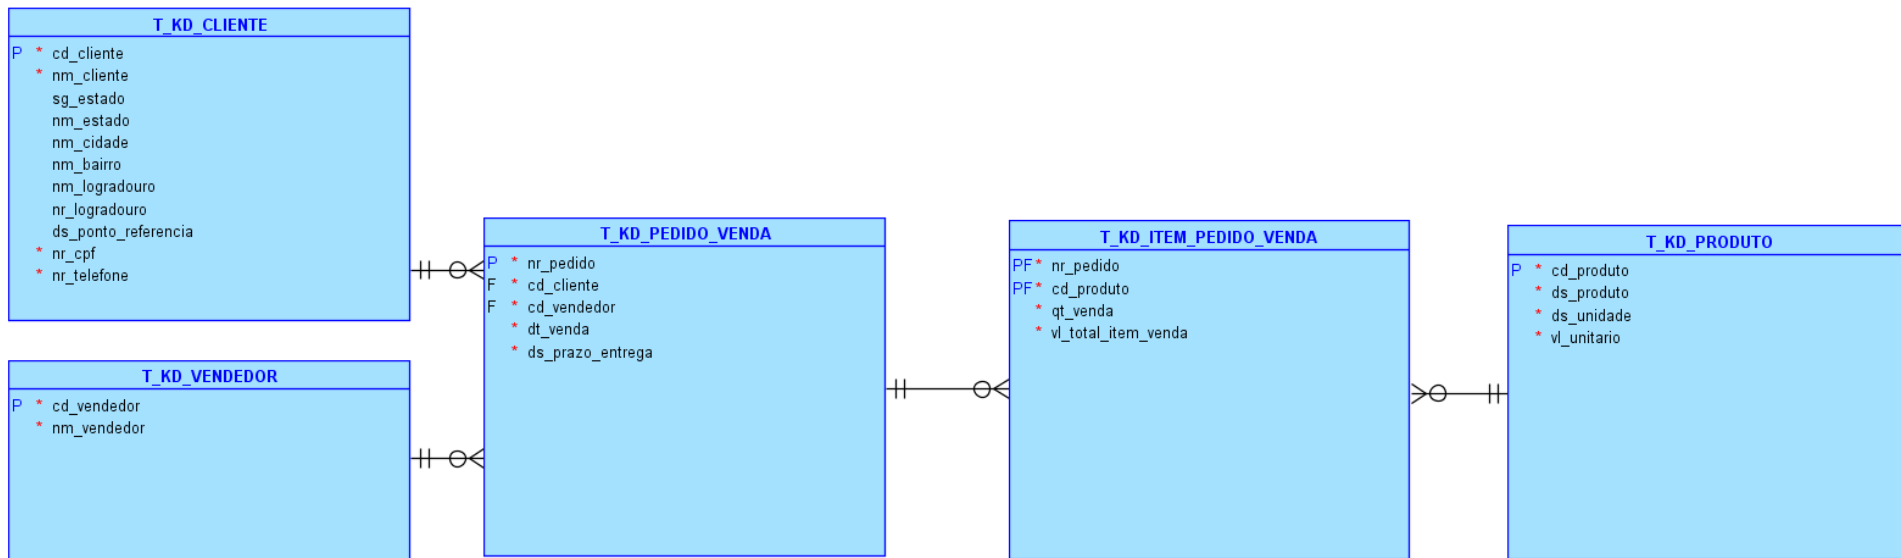 T_KD_CLIENTE
P * cd_cliente
* nm_cliente
sg_estado
nm_estado
nm_cidade
nm_bairro
nm_logradouro
nr_logradouro
ds_ponto_referencia
* nr_cpf
* nr_telefone
T_KD_VENDEDOR
P * cd_vendedor
* nm_vendedor
T_KD_PEDIDO_VENDA
P * nr_pedido
F * cd_cliente
F * cd_vendedor
* dt_venda
* ds_prazo_entrega
T_KD_ITEM_PEDIDO_VENDA
PF * nr_pedido
PF * cd_produto
* qt_venda
* vl_total_item_venda
T_KD_PRODUTO
P * cd_produto
* ds_produto
* ds_unidade
* vl_unitario